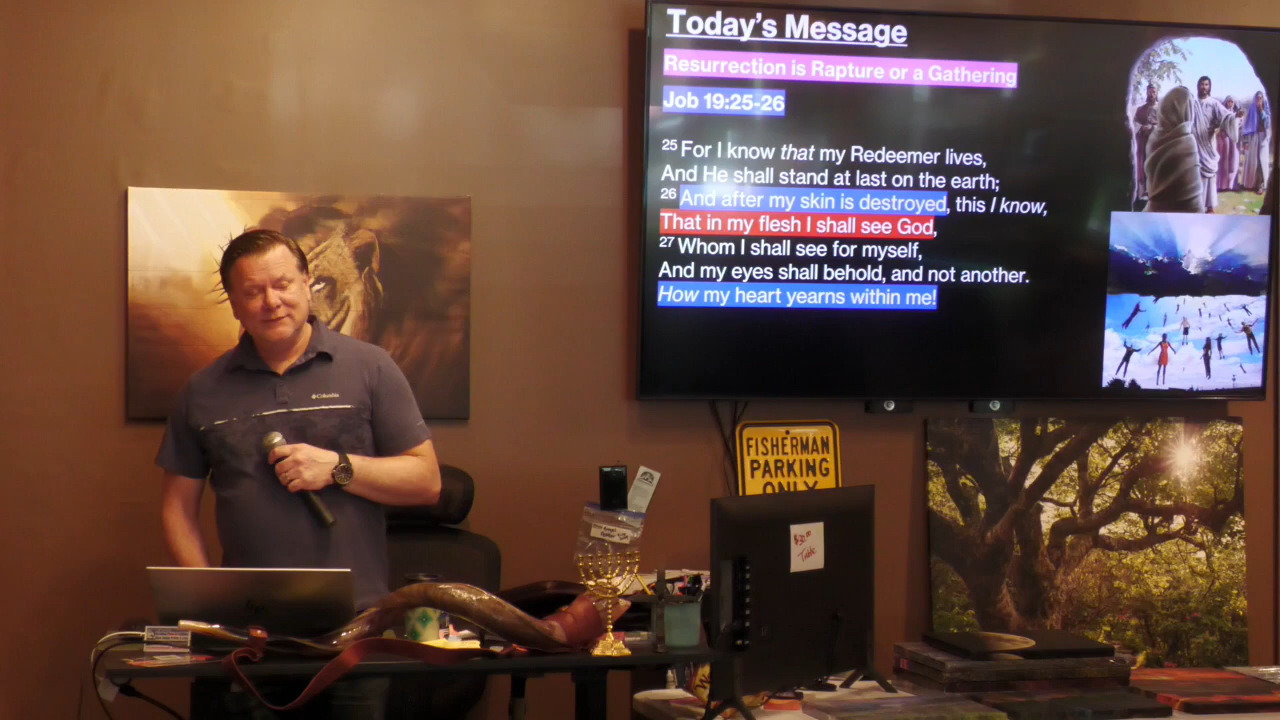 Today's Message
Resurrection is Rapture or a Gathering
Job 19:25-26
25 For I know that my Redeemer lives,
And He shall stand at last on the earth;
26 And after my skin is destroyed, this I know,
That in my flesh I shall see God,
27 Whom I shall see for myself,
And my eyes shall behold, and not another.
How my heart yearns within me!
Columbia
FISHERMAN
PARKING
ONLY
Table